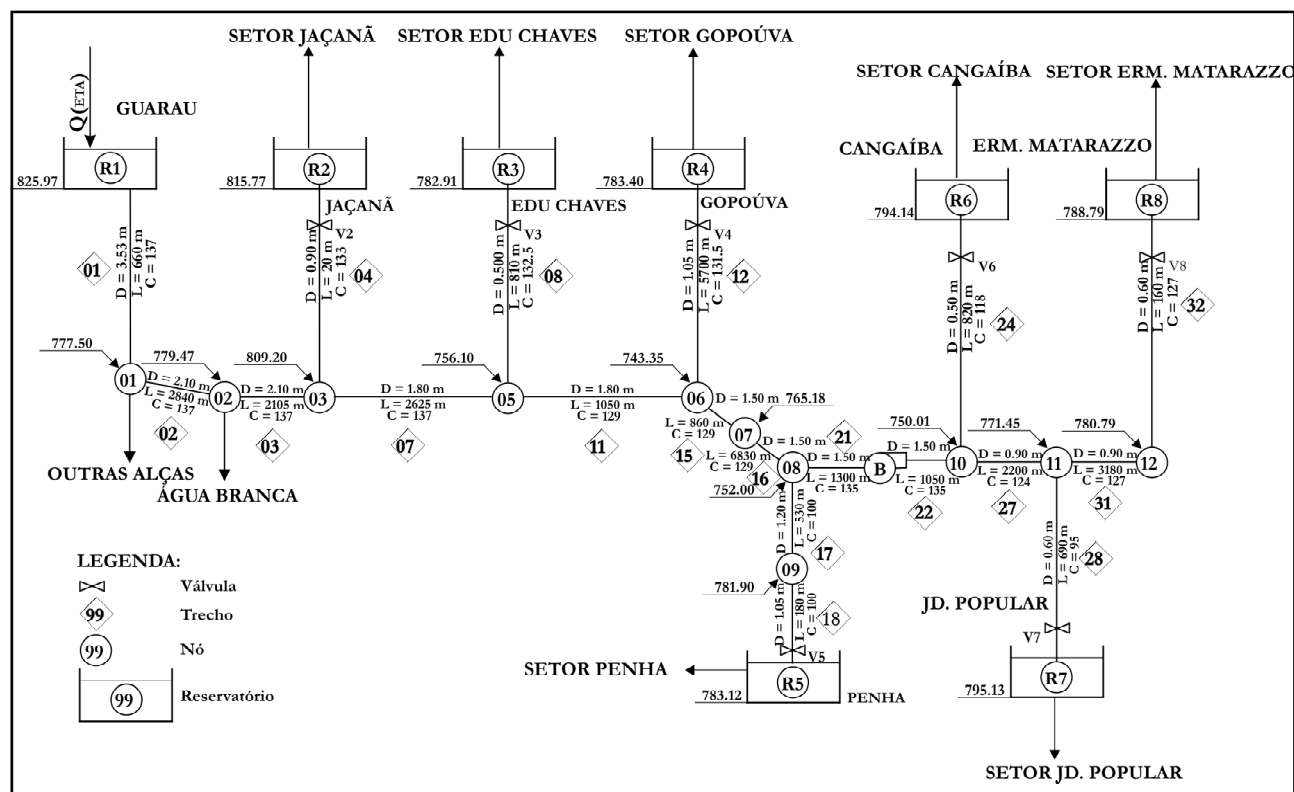 SETOR JAÇANÃ
SETOR EDU CHAVES
SETOR GOPOÚVA
SETOR CANGAÍBA
SETOR ERM. MATARAZZO
Q(ETA)
GUARAU
R1
825.97
R2
815.77
R3
782.91
R4
783.40
CANGAÍBA
R6
794.14
ERM. MATARAZZO
R8
788.79
JAÇANÃ
V2
EDU CHAVES
V3
GOPOÚVA
V4
V6
V8
01
D = 3.53 m
L = 660 m
C = 137
D = 0.90 m
L = 20 m
C = 133
04
D = 0.500 m
L = 810 m
C = 132.5
08
D = 1.05 m
L = 5700 m
C = 131.5
12
D = 0.50 m
L = 820 m
C = 118
24
D = 0.60 m
L = 160 m
C = 127
32
777.50
779.47
809.20
756.10
743.35
765.18
750.01
771.45
780.79
01
D = 2.10 m
L = 2840 m
C = 137
02
02
D = 2.10 m
L = 2105 m
C = 137
03
03
D = 1.80 m
L = 2625 m
C = 137
07
05
D = 1.80 m
L = 1050 m
C = 129
11
06
D = 1.50 m
L = 860 m
C = 129
15
07
D = 1.50 m
L = 6830 m
C = 129
16
752.00
08
21
D = 1.50 m
L = 1300 m
C = 135
B
D = 1.50 m
L = 1050 m
C = 135
22
10
D = 0.90 m
L = 2200 m
C = 124
27
11
D = 0.90 m
L = 3180 m
C = 127
31
12
OUTRAS ALÇAS
ÁGUA BRANCA
D = 1.20 m
L = 530 m
C = 100
17
09
781.90
D = 1.05 m
L = 180 m
C = 100
18
V5
SETOR PENHA
R5
783.12
PENHA
D = 0.60 m
L = 690 m
C = 95
28
JD. POPULAR
V7
R7
795.13
SETOR JD. POPULAR
LEGENDA:
Válvula
99
Trecho
99
Nó
99
Reservatório